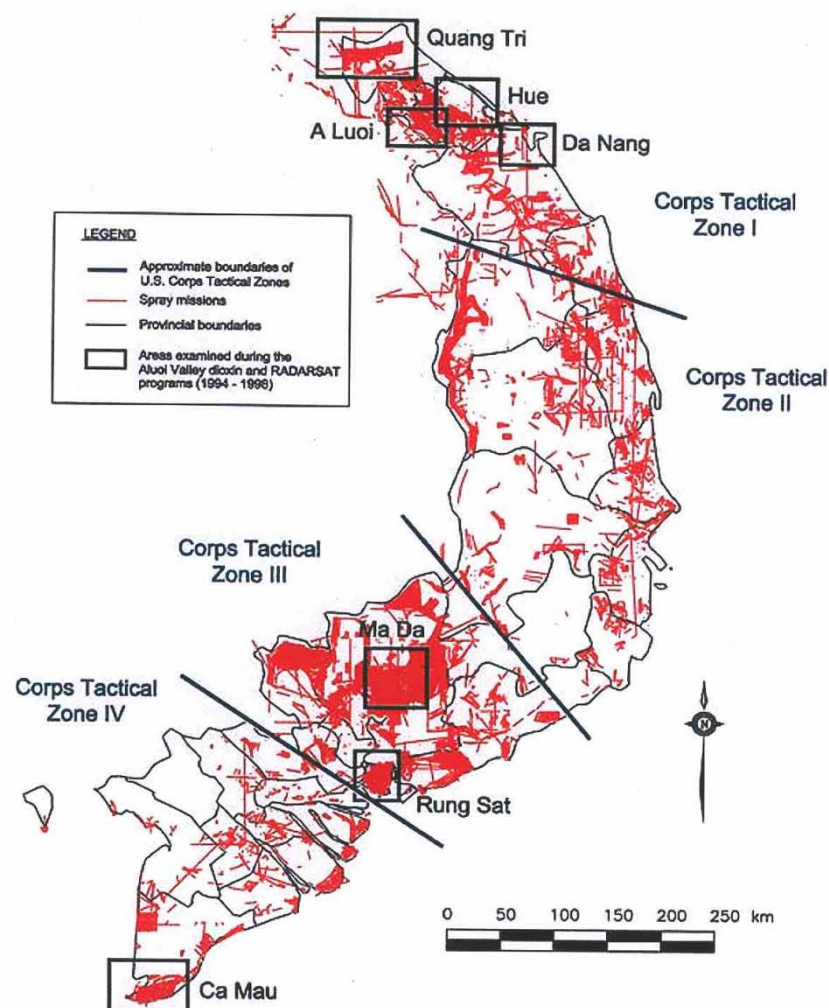 Quang Tri
Hue
A Luoi
Da Nang
Corps Tactical
Zone I
LEGEND
Approximate boundaries of
U.S. Corps Tactical Zones
Spray missions
Provincial boundaries
Areas examined during the
Aluoi Valley dioxin and RADARSAT
programs (1994 - 1998)
Corps Tactical
Zone II
Corps Tactical
Zone III
Ma Da
Corps Tactical
Zone IV
N
Rung Sat
0 50 100 150 200 250 km
Ca Mau